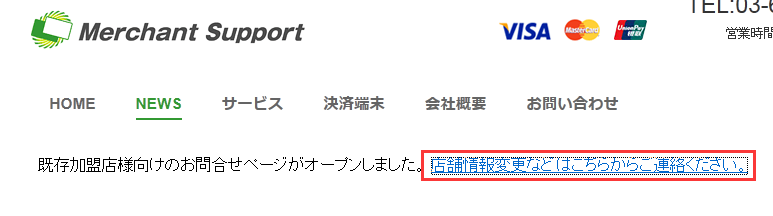 Merchant Support
VISA MasterCard UnionPay 银联
TEL:03-6
営業時間
HOME NEWS サービス 決済端末 会社概要 お問い合わせ
既存加盟店様向けのお問合せページがオープンしました。店舗情報変更などはこちらからご連絡ください。